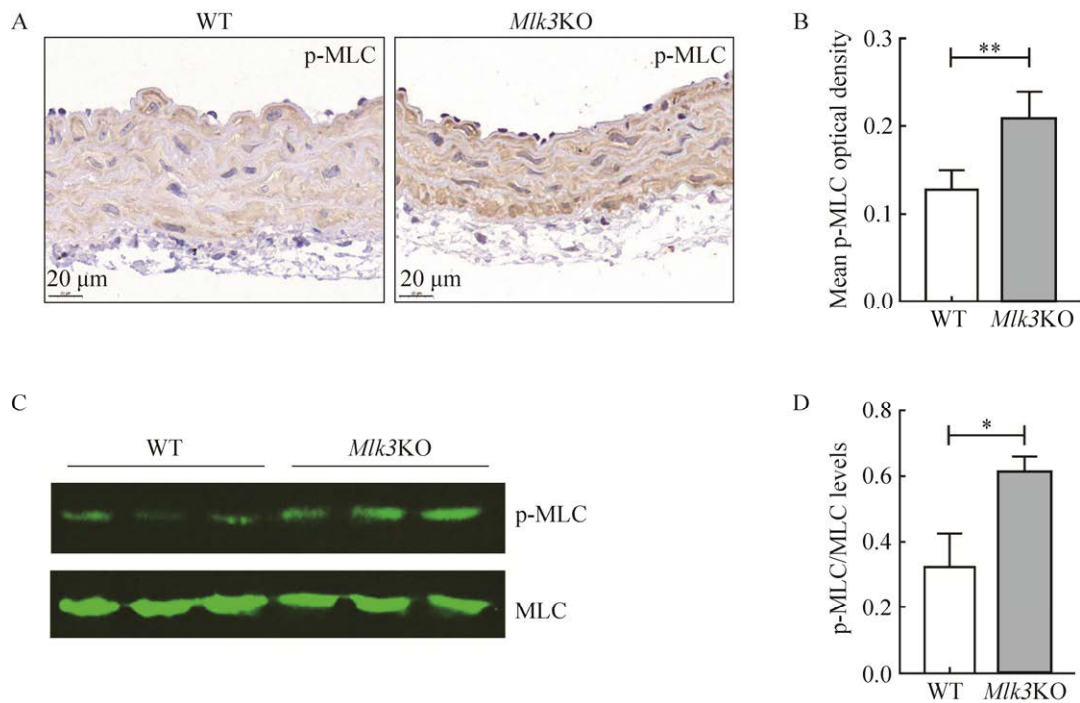 A
WT
Mlk3KO
p-MLC
p-MLC
20 μm
20 μm
B
Mean p-MLC optical density
0.3
0.2
0.1
0.0
**
WT
Mlk3KO
C
WT
Mlk3KO
p-MLC
MLC
D
p-MLC/MLC levels
0.8
0.6
0.4
0.2
0.0
*
WT
Mlk3KO